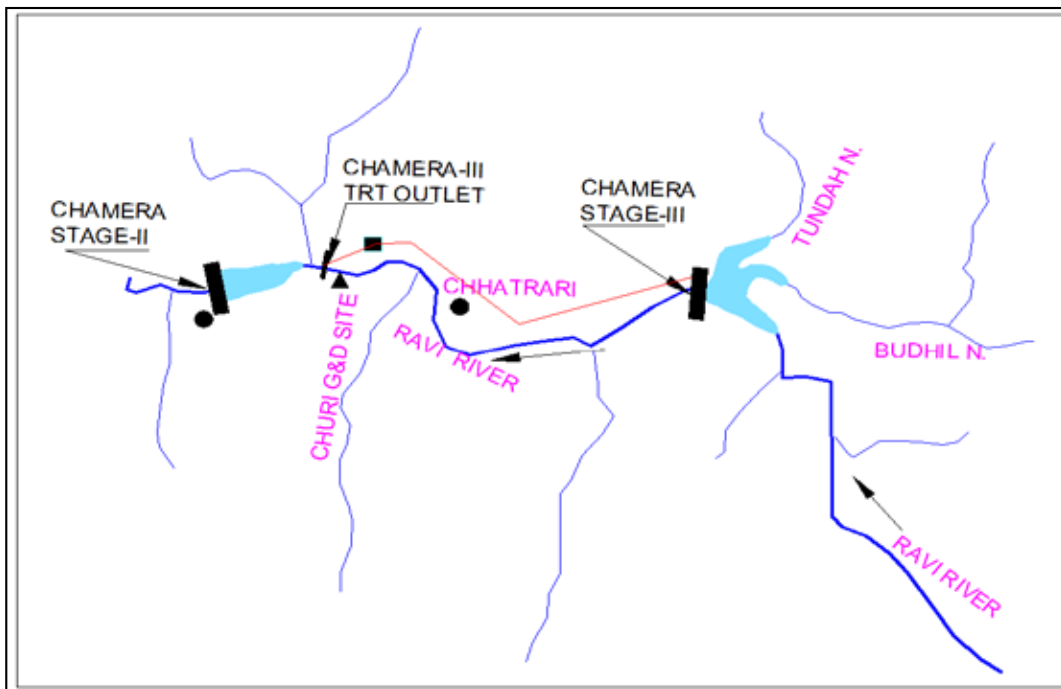 CHAMERA
STAGE-II
CHAMERA-III
TRT OUTLET
CHAMERA
STAGE-III
TUNDAH N.
CHHATRARI
BUDHIL N.
RAVI RIVER
CHURI G&D SITE
RAVI RIVER